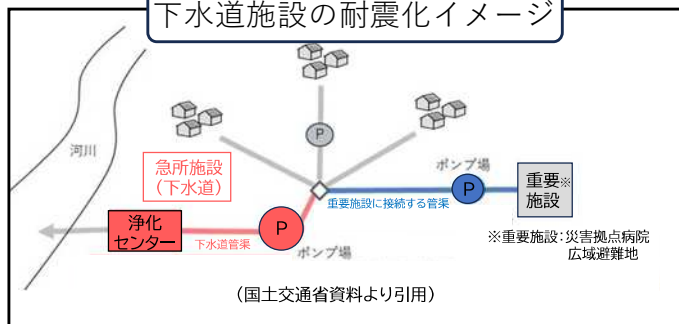 下水道施設の耐震化イメージ
P
河川
急所施設
(下水道)
ポンプ場
P
重要※
施設
重要施設に接続する管渠
浄化
センター
下水道管渠
P
ポンプ場
※重要施設:災害拠点病院
広域避難地
(国土交通省資料より引用)